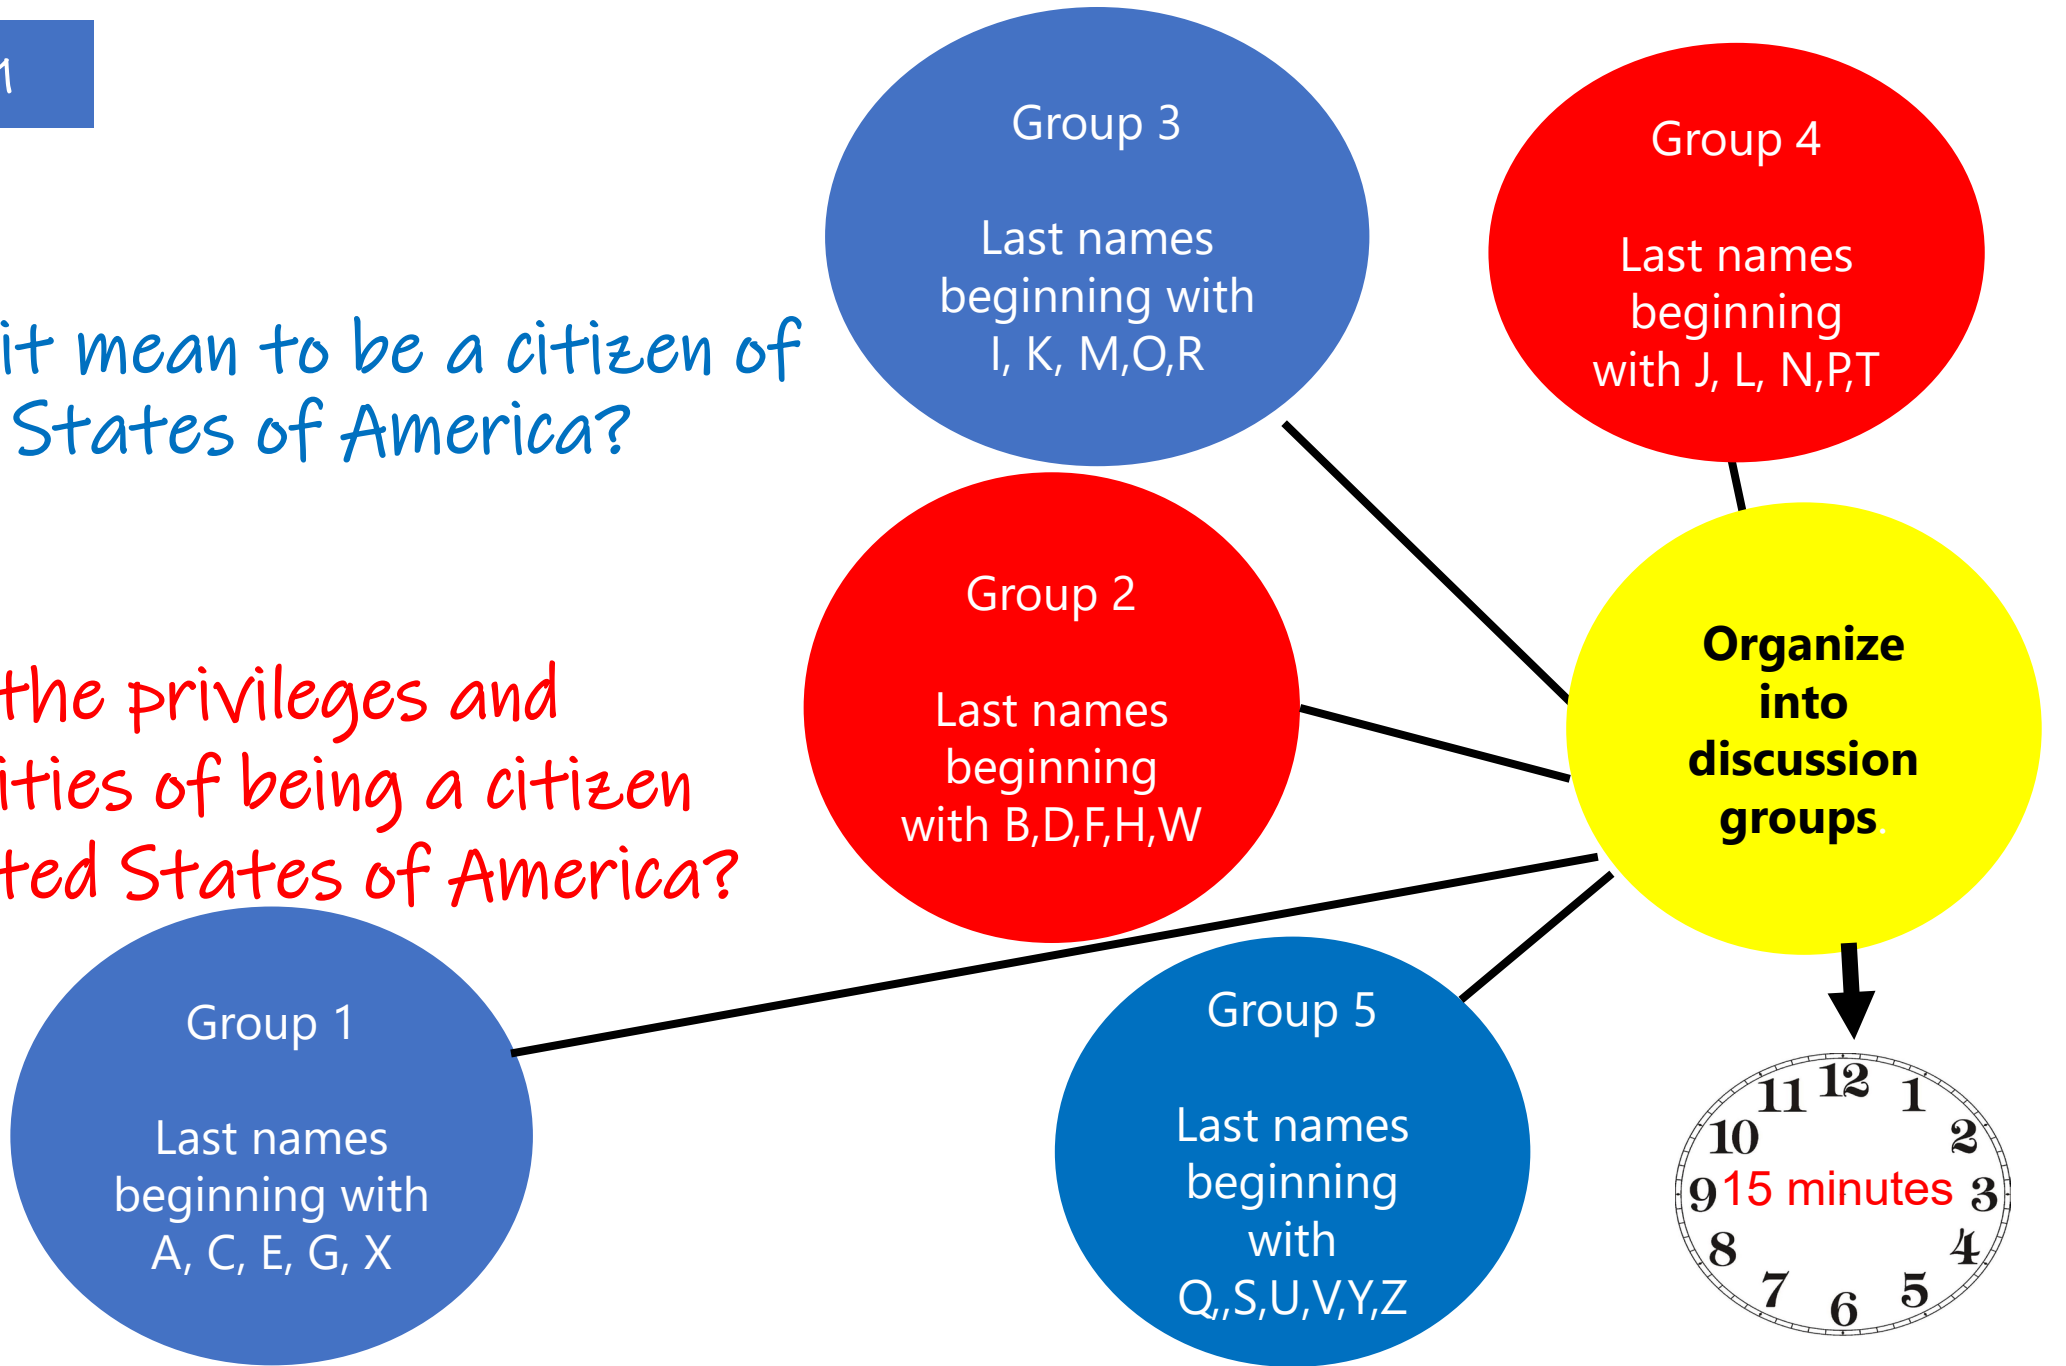 1
it mean to be a citizen of
States of America?
the privileges and
ities of being a citizen
ted States of America?
Group 1
Last names
beginning with
A, C, E, G, X
Group 2
Last names
beginning
with B,D,F,H,W
Group 3
Last names
beginning with
I, K, M,O,R
Group 4
Last names
beginning
with J, L, N,P,T
Group 5
Last names
beginning
with
Q,,S,U,V,Y,Z
Organize
into
discussion
groups.
12
11 1
10 2
9 15 minutes 3
8 4
7 5
6